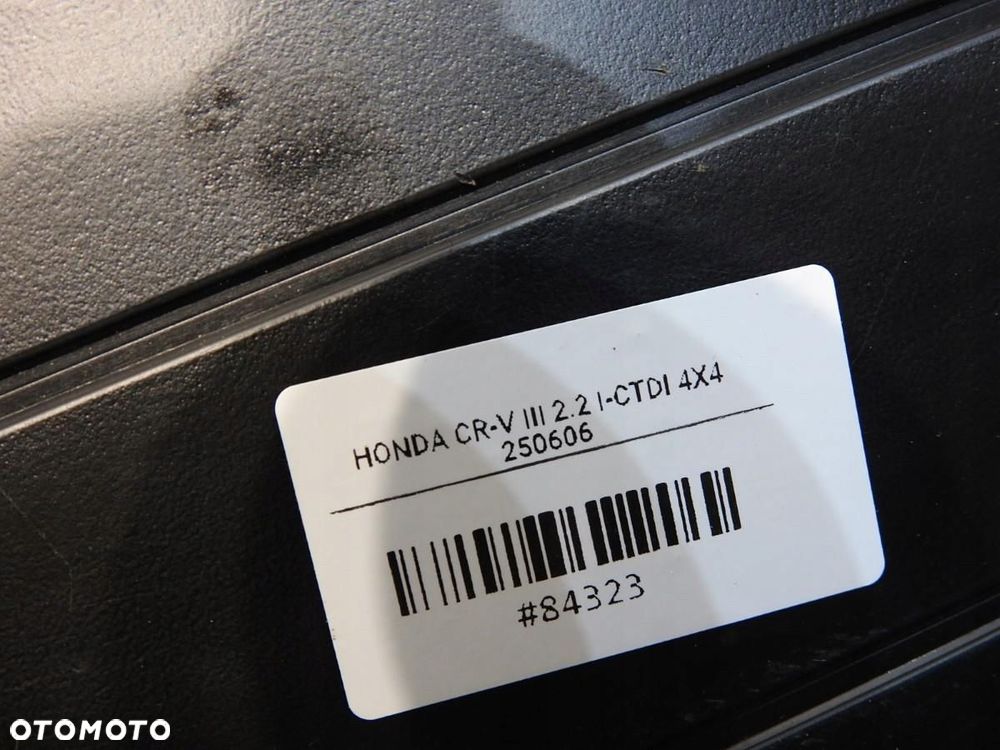 HONDA CR-V III 2.2 I-CTDI 4X4
250606
#84323
OTOMOTO